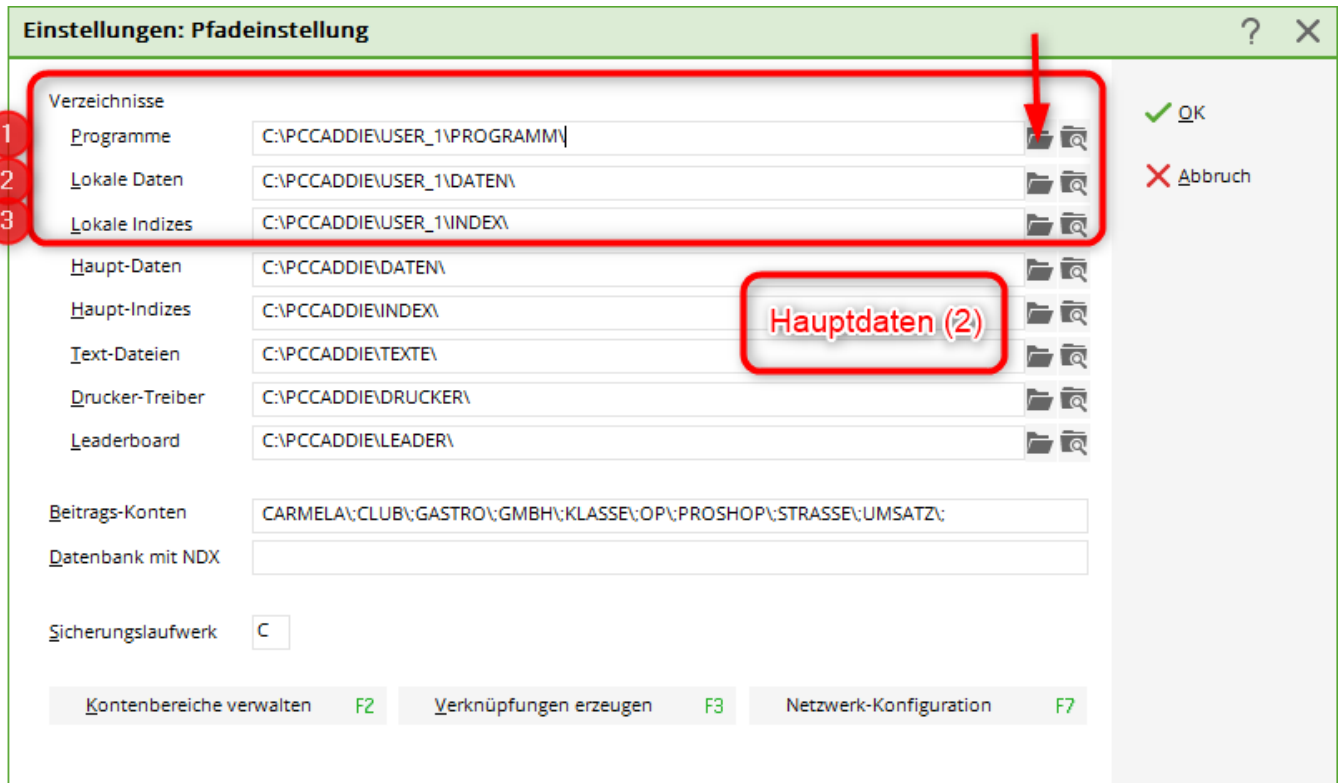 Einstellungen: Pfadeinstellung ?
Verzeichnisse
1 Programme C:\PCCADDIE\USER_1\PROGRAMM\
OK
2 Lokale Daten C:\PCCADDIE\USER_1\DATEN\
Abbruch
3 Lokale Indizes C:\PCCADDIE\USER_1\INDEX\
Haupt-Daten C:\PCCADDIE\DATEN\
Haupt-Indizes C:\PCCADDIE\INDEX\
Hauptdaten (2)
Text-Dateien C:\PCCADDIE\TEXTE\
Drucker-Treiber C:\PCCADDIE\DRUCKER\
Leaderboard C:\PCCADDIE\LEADER\
Beitrags-Konten CARMELA\;CLUB\;GASTRO\;GMBH\;KLASSE\;OP\;PROSHOP\;STRASSE\;UMSATZ\;
Datenbank mit NDX
Sicherungslaufwerk C
Kontenbereiche verwalten F2 Verknüpfungen erzeugen F3 Netzwerk-Konfiguration F7